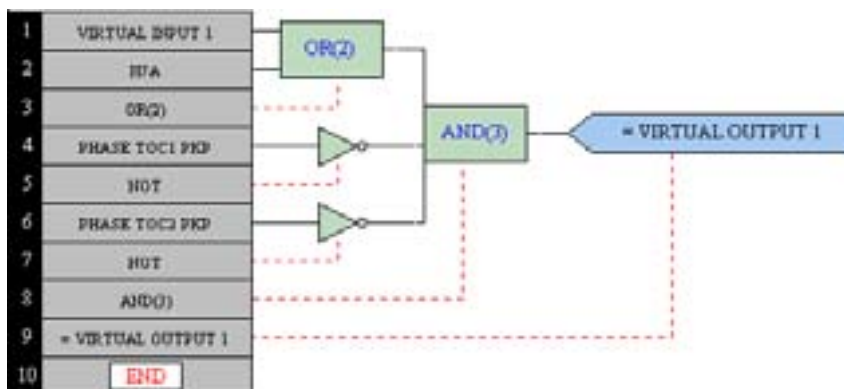 1 VIRTUAL INPUT 1
2
3 OR(2)
4 PHASE TOC1 PKP
5 NOT
6 PHASE TOC2 PKP
7 NOT
8 AND(3)
9 = VIRTUAL OUTPUT 1
10 END
OR(2)
AND(3)
= VIRTUAL OUTPUT 1